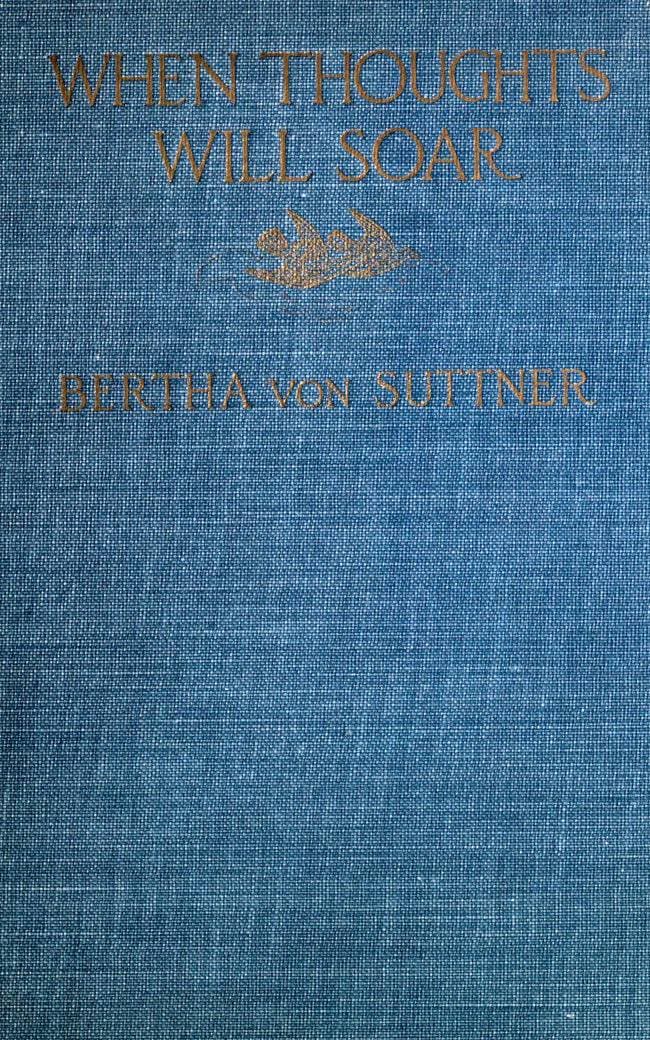 WHEN THOUGHTS
WILL SOAR
BERTHA VON SUTTNER